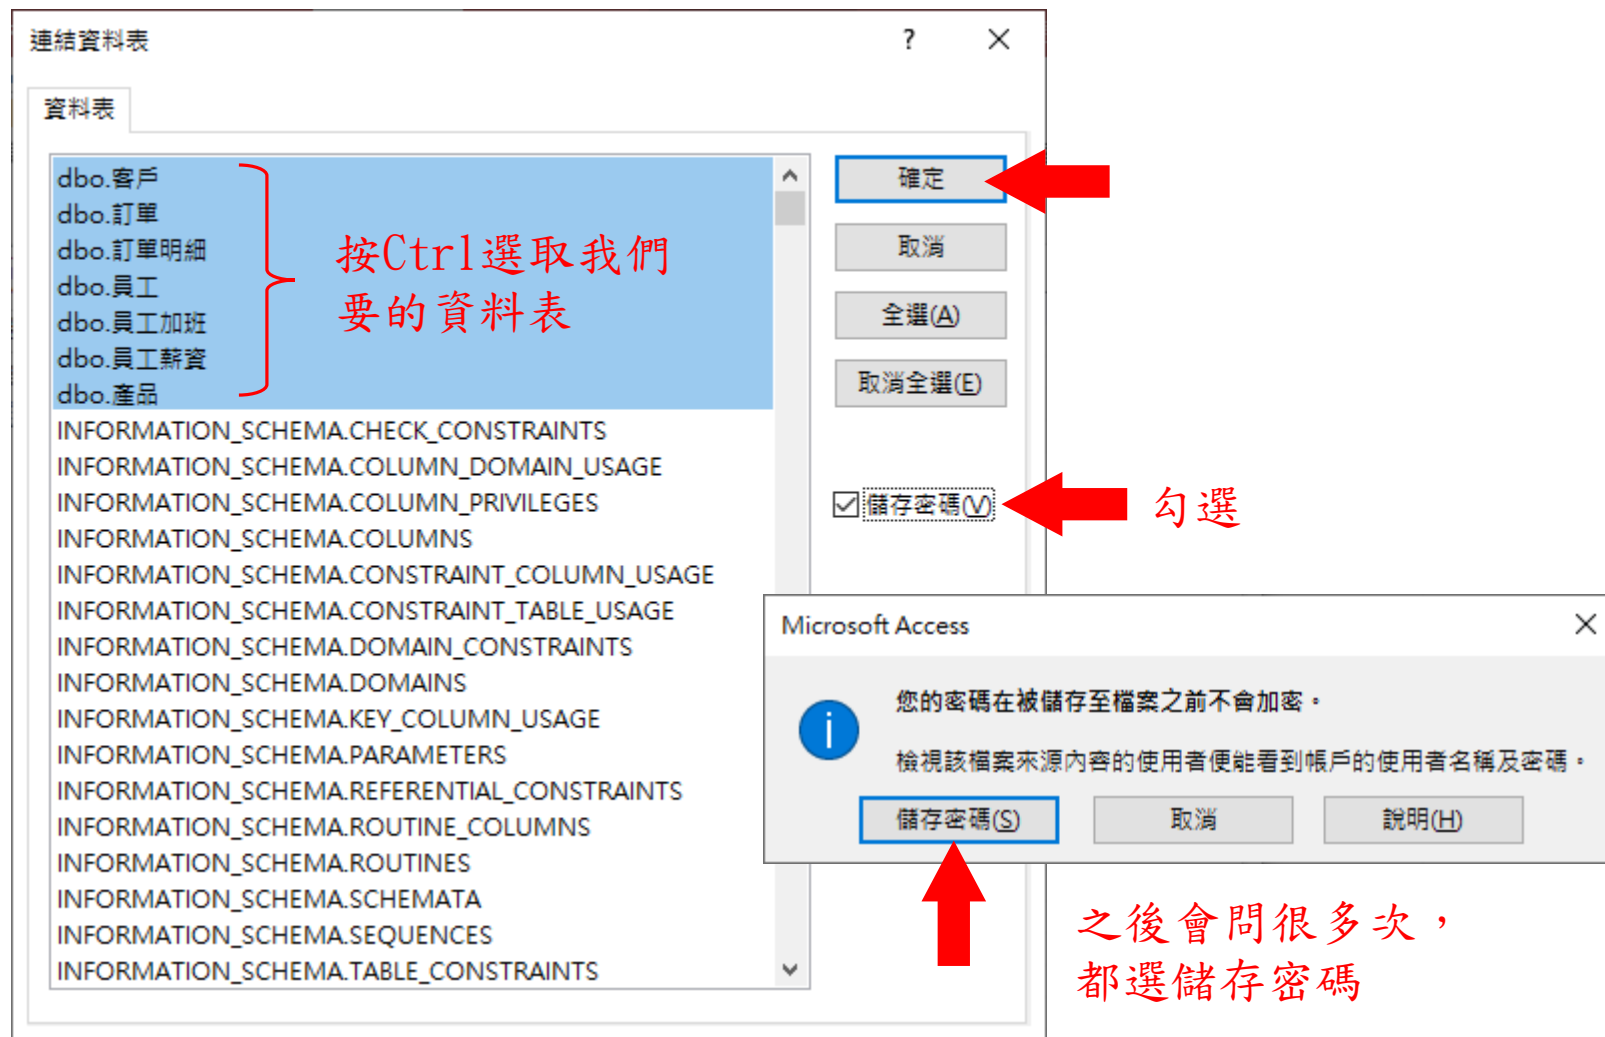 連結資料表
?
資料表
dbo.客戶
dbo.訂單
dbo.訂單明細
dbo.員工
dbo.員工加班
dbo.員工薪資
dbo.產品
INFORMATION_SCHEMA.CHECK_CONSTRAINTS
INFORMATION_SCHEMA.COLUMN_DOMAIN_USAGE
INFORMATION_SCHEMA.COLUMN_PRIVILEGES
INFORMATION_SCHEMA.COLUMNS
INFORMATION_SCHEMA.CONSTRAINT_COLUMN_USAGE
INFORMATION_SCHEMA.CONSTRAINT_TABLE_USAGE
INFORMATION_SCHEMA.DOMAIN_CONSTRAINTS
INFORMATION_SCHEMA.DOMAINS
INFORMATION_SCHEMA.KEY_COLUMN_USAGE
INFORMATION_SCHEMA.PARAMETERS
INFORMATION_SCHEMA.REFERENTIAL_CONSTRAINTS
INFORMATION_SCHEMA.ROUTINE_COLUMNS
INFORMATION_SCHEMA.ROUTINES
INFORMATION_SCHEMA.SCHEMATA
INFORMATION_SCHEMA.SEQUENCES
INFORMATION_SCHEMA.TABLE_CONSTRAINTS
按Ctrl選取我們
要的資料表
確定
取消
全選(A)
取消全選(E)
儲存密碼(V)
勾選
Microsoft Access
您的密碼在被儲存至檔案之前不會加密。
檢視該檔案來源內容的使用者便能看到帳戶的使用者名稱及密碼。
儲存密碼(S)
取消
說明(H)
之後會問很多次，
都選儲存密碼